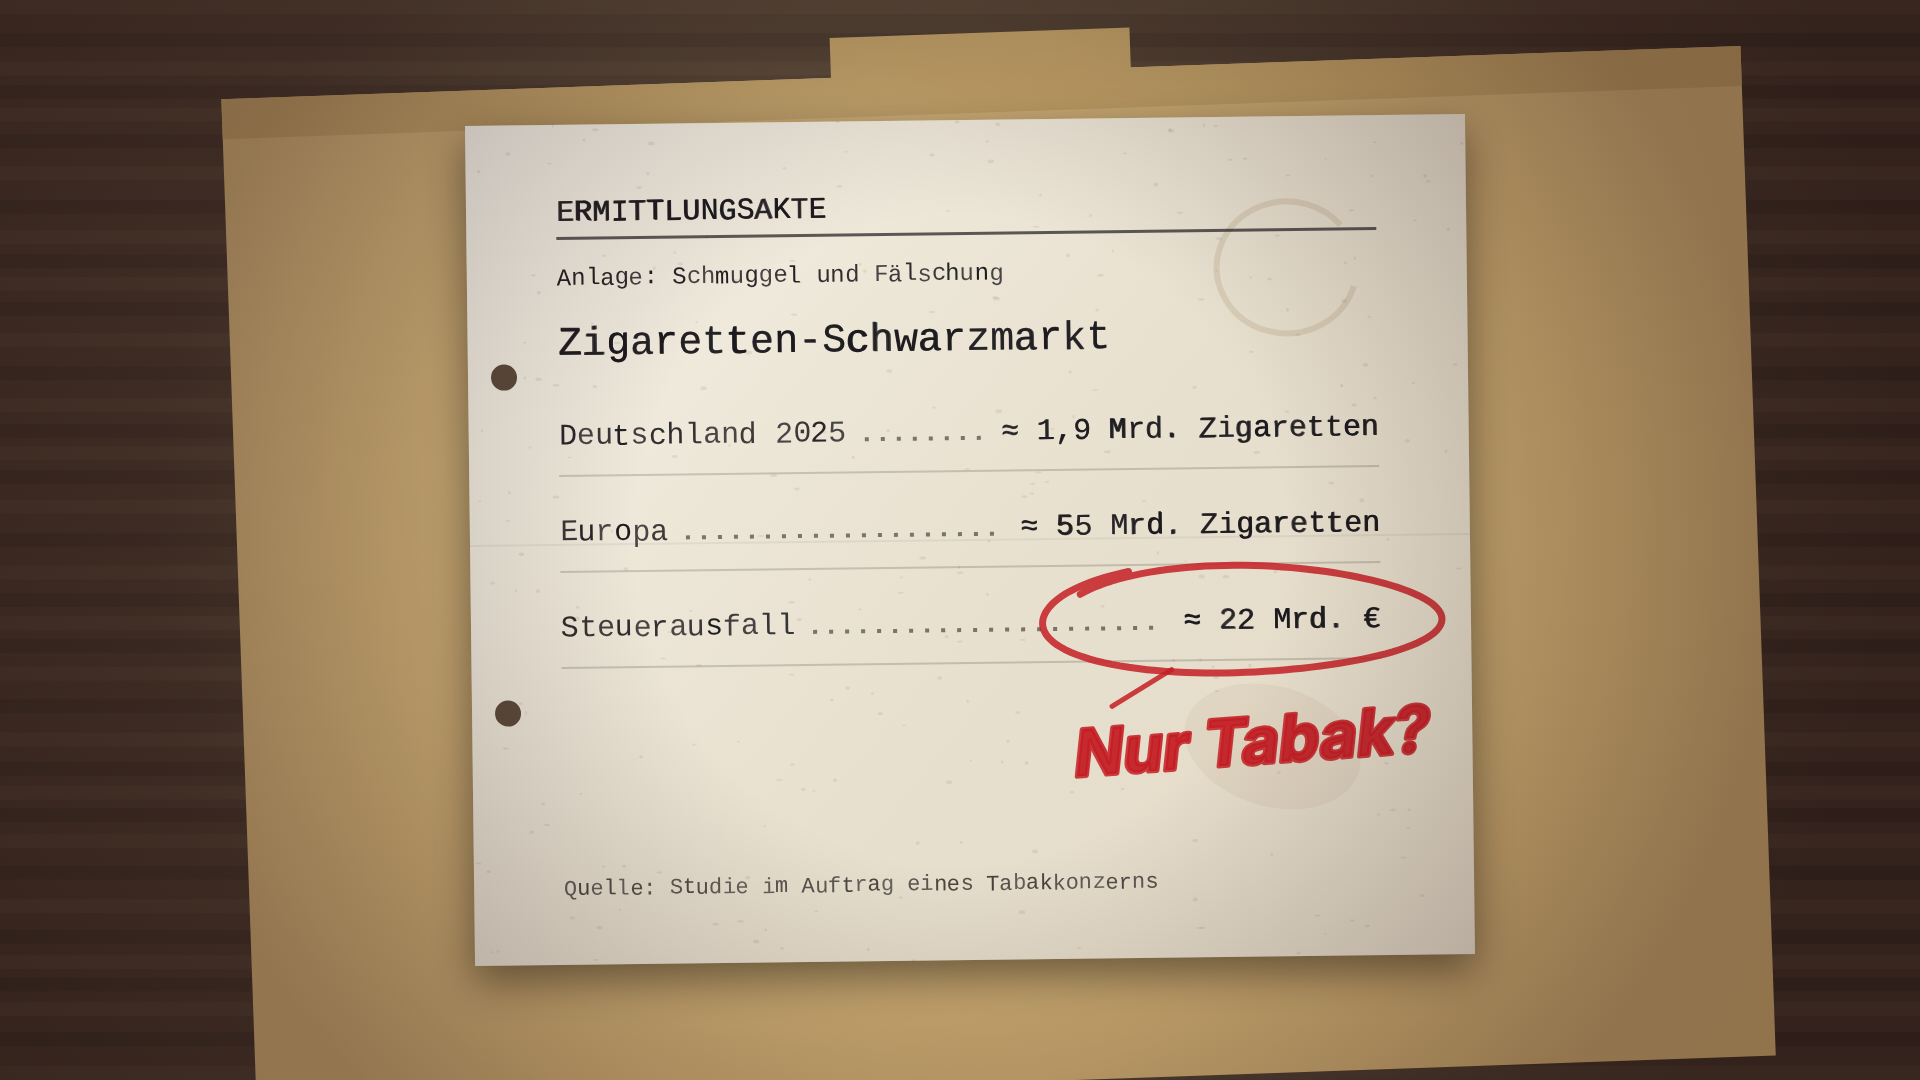 ERMITTLUNGSAKTE
Anlage: Schmuggel und Fälschung
Zigaretten-Schwarzmarkt
Deutschland 2025 ........ ≈ 1,9 Mrd. Zigaretten
Europa .................... ≈ 55 Mrd. Zigaretten
Steuerausfall ...................... ≈ 22 Mrd. €
Nur Tabak?
Quelle: Studie im Auftrag eines Tabakkonzerns